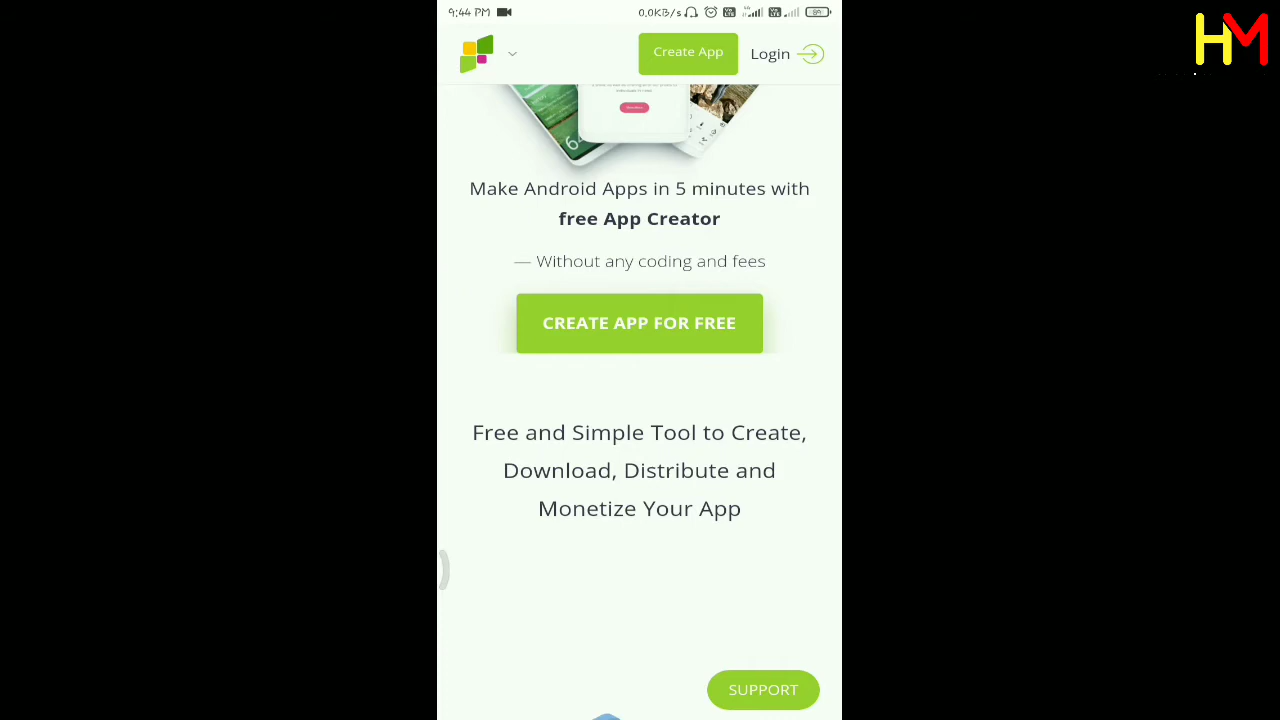 9:44 PM
0.0KB/s
89
HM
Create App
Login
Make Android Apps in 5 minutes with
free App Creator
— Without any coding and fees
CREATE APP FOR FREE
Free and Simple Tool to Create,
Download, Distribute and
Monetize Your App
SUPPORT